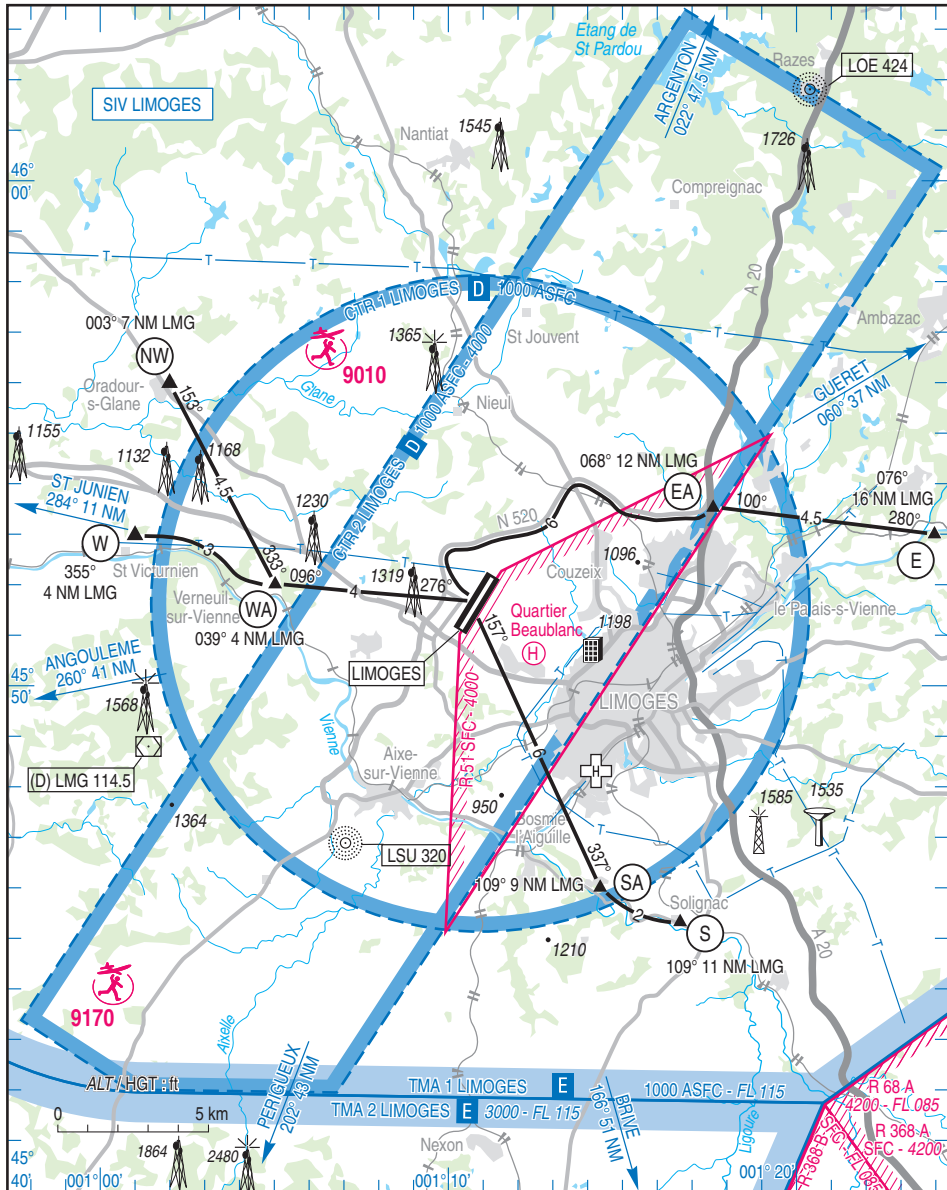 Etang de
St Pardou
Razes
LOE 424
SIV LIMOGES
ARGENTON
022° 47.5 NM
1545
Nantiat
1726
46°
00'
Compreignac
T
T
T
A 20
CTR 1 LIMOGES D 1000 ASFC
003° 7 NM LMG
NW
9010
1365
St Jouvent
Ambazac
Oradour-
s-Glane
153°
Glane
CTR 2 LIMOGES D 1000 ASFC - 4000
Nieul
GUERET
060° 37 NM
1155
1132
1168
4.5
068° 12 NM LMG
EA
076°
16 NM LMG
280°
1230
N 520
6
100°
4.5
ST JUNIEN
284° 11 NM
W
355°
4 NM LMG
St Victurnien
3
333°
096°
4
1319
276°
E
Couzeix
1096
Verneuil-
sur-Vienne
WA
039° 4 NM LMG
157°
Quartier
Beaublanc
H
1198
le Palais-s-Vienne
LIMOGES
LIMOGES
ANGOULEME
260° 41 NM
45°
50'
1568
(D) LMG 114.5
Vienne
R 51 SFC - 4000
Aixe-
sur-Vienne
6
H
1364
950
1585
1535
Bosmie
l'Aiguille
LSU 320
337°
109° 9 NM LMG
SA
2
Solignac
S
109° 11 NM LMG
1210
A 20
9170
Aixelle
ALT / HGT : ft
0
5 km
PERIGUEUX
202° 43 NM
TMA 1 LIMOGES E 1000 ASFC - FL 115
TMA 2 LIMOGES E 3000 - FL 115
BRIVE
166° 51 NM
Ligoure
R 68 A
4200 - FL 085
R 368 A
SFC - 4200
R 368 B SFC - FL 085
1864
2480
Nexon
45°
40'
001° 00'
001° 10'
001° 20'